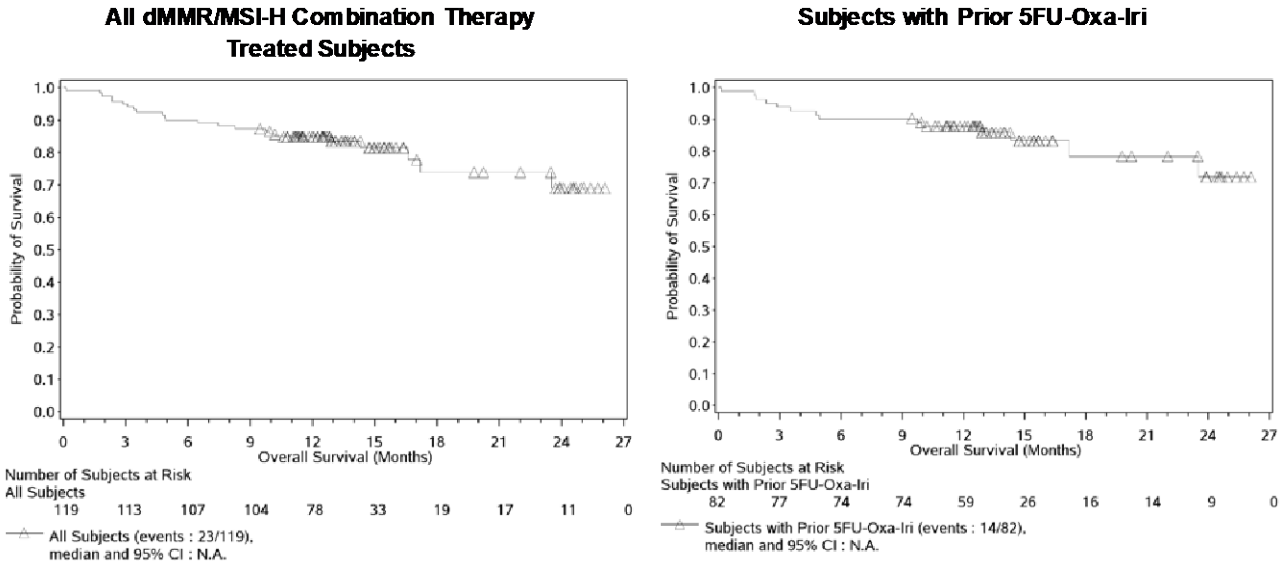 All dMMR/MSI-H Combination Therapy
Treated Subjects
Probability of Survival
1.0
0.9
0.8
0.7
0.6
0.5
0.4
0.3
0.2
0.1
0.0
0 3 6 9 12 15 18 21 24 27
Overall Survival (Months)
Number of Subjects at Risk
All Subjects
119 113 107 104 78 33 19 17 11 0
All Subjects (events : 23/119),
median and 95% CI : N.A.
Subjects with Prior 5FU-Oxa-Iri
Probability of Survival
1.0
0.9
0.8
0.7
0.6
0.5
0.4
0.3
0.2
0.1
0.0
0 3 6 9 12 15 18 21 24 27
Overall Survival (Months)
Number of Subjects at Risk
Subjects with Prior 5FU-Oxa-Iri
82 77 74 74 59 26 16 14 9 0
Subjects with Prior 5FU-Oxa-Iri (events : 14/82),
median and 95% CI : N.A.